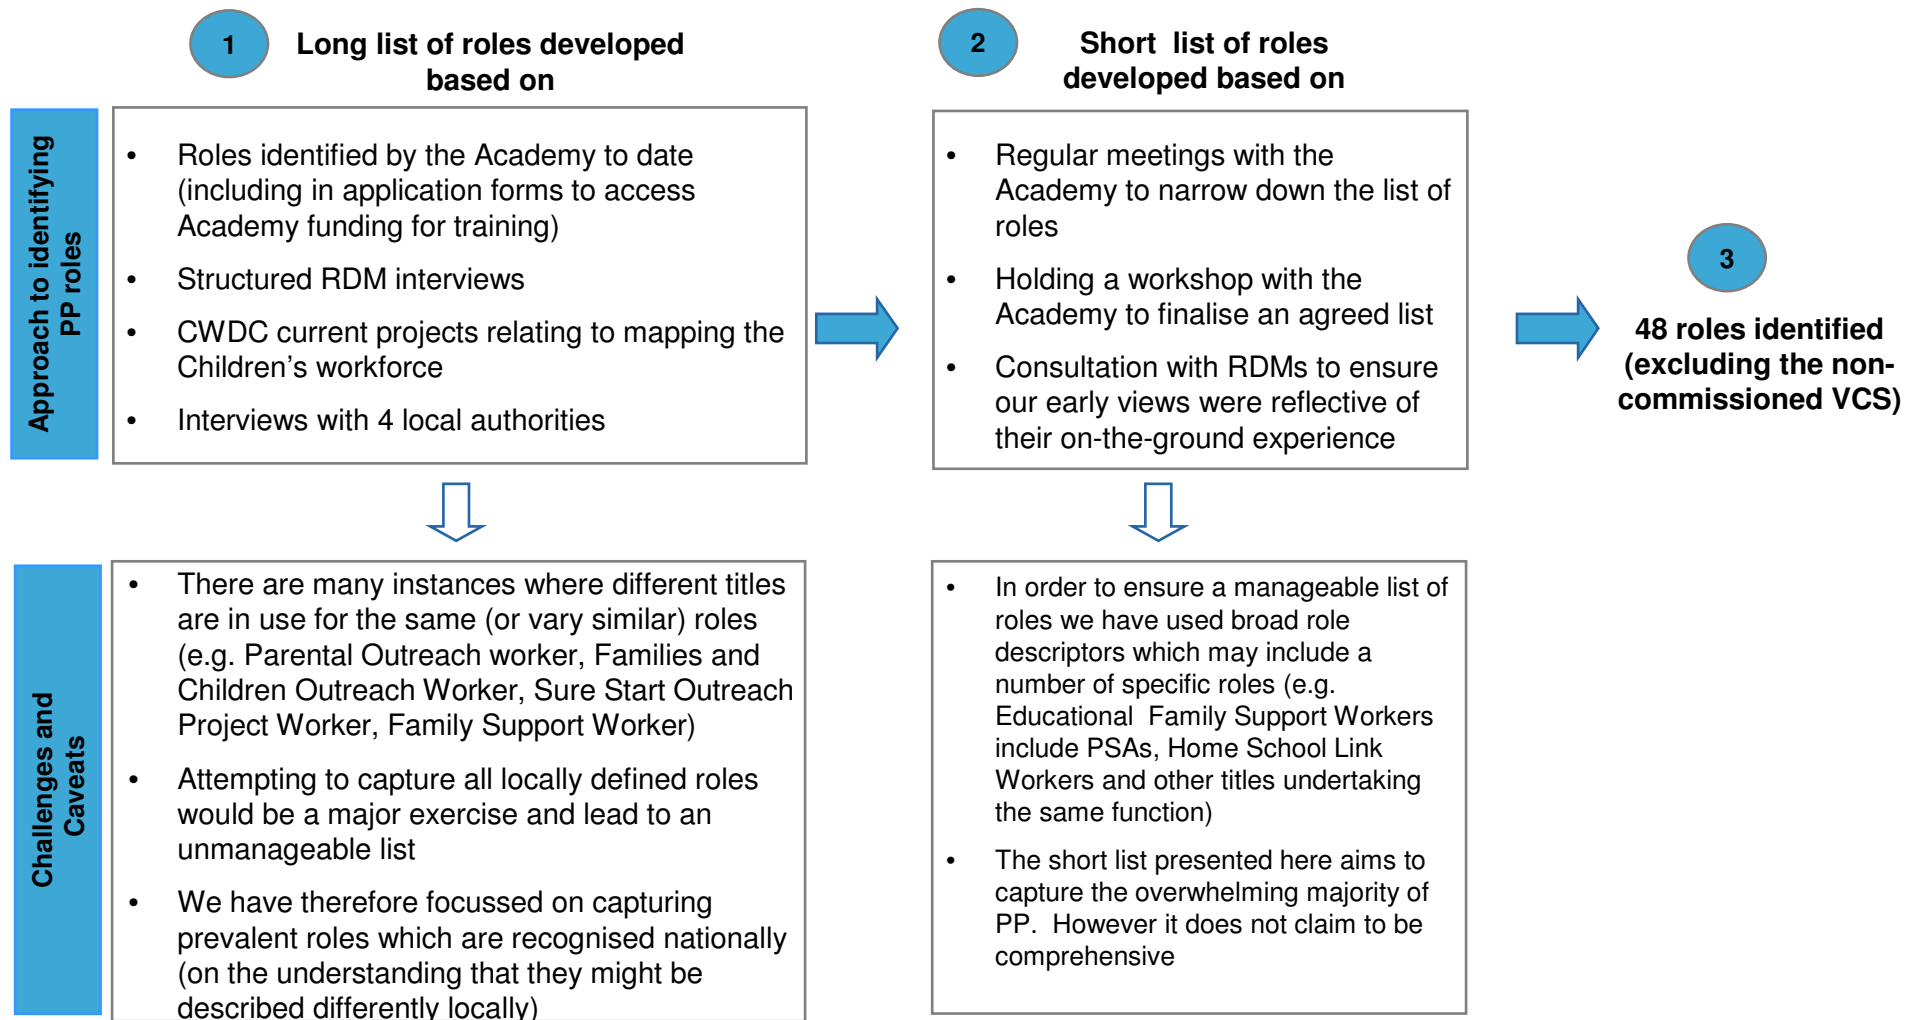 1
Long list of roles developed
based on
2
Short list of roles
developed based on
Approach to identifying
PP roles
• Roles identified by the Academy to date
(including in application forms to access
Academy funding for training)
• Structured RDM interviews
• CWDC current projects relating to mapping the
Children's workforce
• Interviews with 4 local authorities
• Regular meetings with the
Academy to narrow down the list of
roles
• Holding a workshop with the
Academy to finalise an agreed list
• Consultation with RDMs to ensure
our early views were reflective of
their on-the-ground experience
3
48 roles identified
(excluding the non-
commissioned VCS)
Challenges and
Caveats
• There are many instances where different titles
are in use for the same (or vary similar) roles
(e.g. Parental Outreach worker, Families and
Children Outreach Worker, Sure Start Outreach
Project Worker, Family Support Worker)
• Attempting to capture all locally defined roles
would be a major exercise and lead to an
unmanageable list
• We have therefore focussed on capturing
prevalent roles which are recognised nationally
(on the understanding that they might be
described differently locally)
• In order to ensure a manageable list of
roles we have used broad role
descriptors which may include a
number of specific roles (e.g.
Educational Family Support Workers
include PSAs, Home School Link
Workers and other titles undertaking
the same function)
• The short list presented here aims to
capture the overwhelming majority of
PP. However it does not claim to be
comprehensive